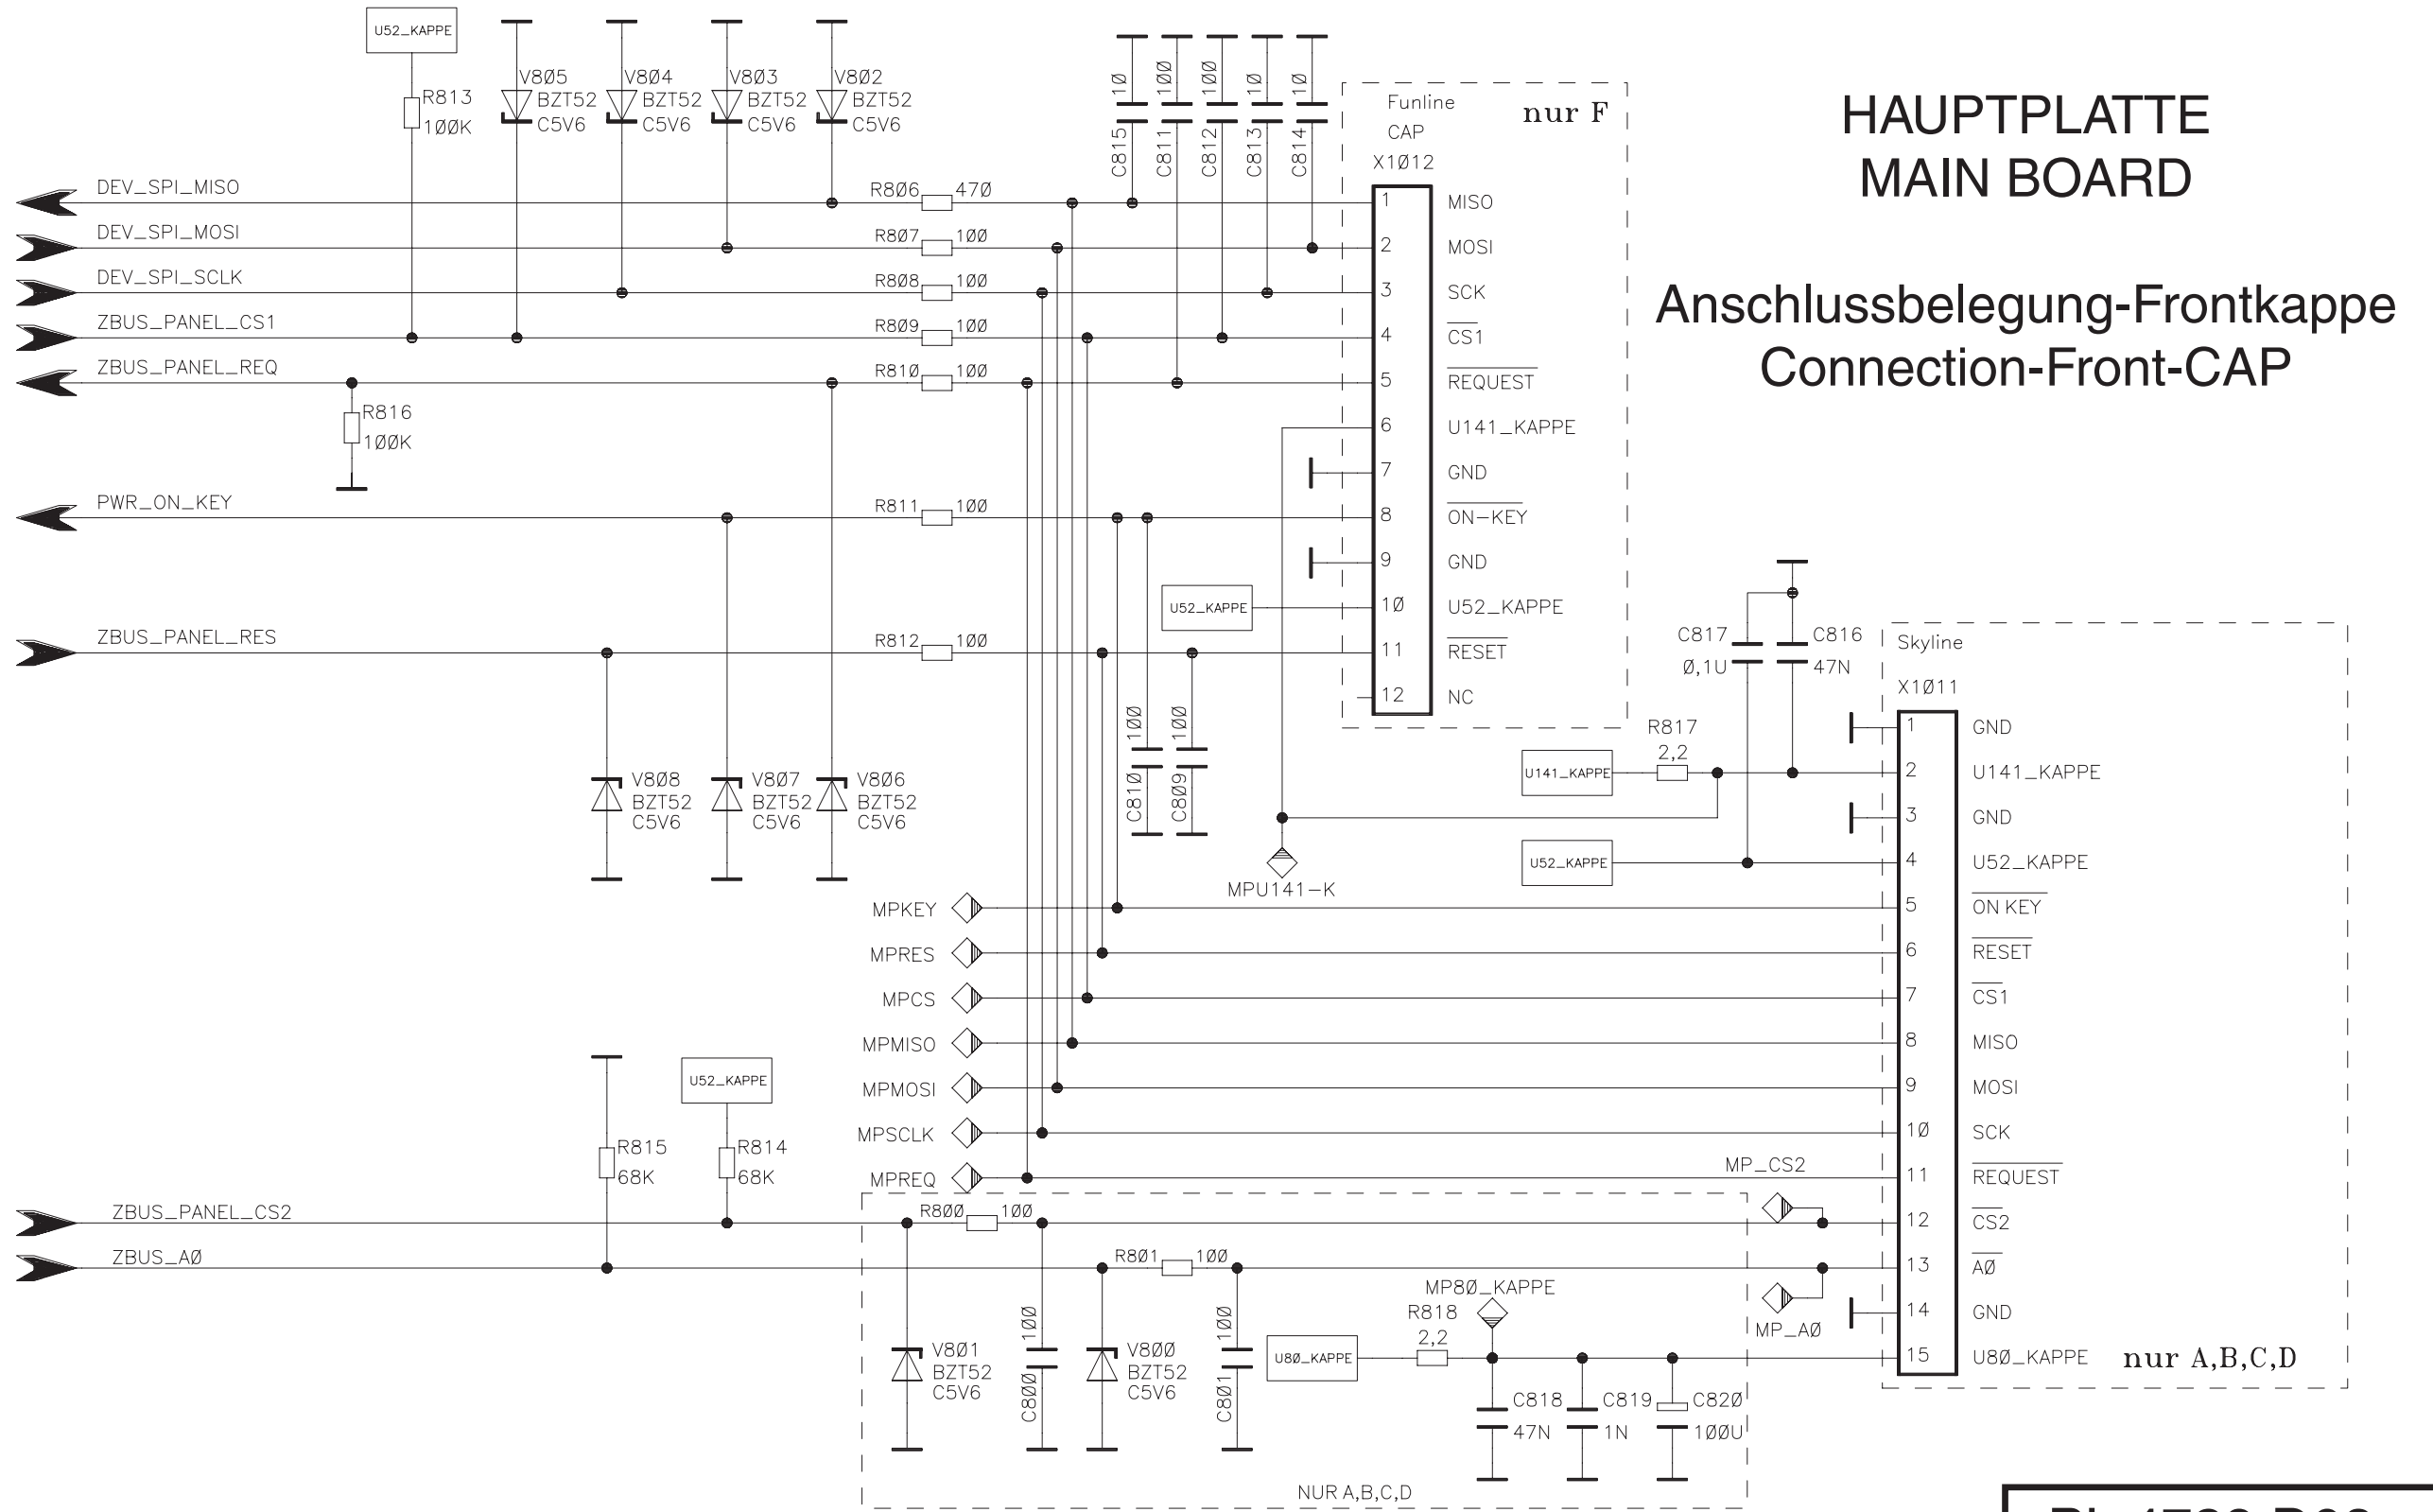 HAUPTPLATTE
MAIN BOARD
Anschlussbelegung-Frontkappe
Connection-Front-CAP
U52_KAPPE
R813
1ØØK
V8Ø5
BZT52
C5V6
V8Ø4
BZT52
C5V6
V8Ø3
BZT52
C5V6
V8Ø2
BZT52
C5V6
C815 1Ø
C811 1ØØ
C812 1ØØ
C813 1Ø
C814 1Ø
Funline
CAP
X1Ø12
nur F
DEV_SPI_MISO
R8Ø6 47Ø
1 MISO
DEV_SPI_MOSI
R8Ø7 1ØØ
2 MOSI
DEV_SPI_SCLK
R8Ø8 1ØØ
3 SCK
ZBUS_PANEL_CS1
R8Ø9 1ØØ
4 CS1
ZBUS_PANEL_REQ
R81Ø 1ØØ
5 REQUEST
R816
1ØØK
6 U141_KAPPE
7 GND
PWR_ON_KEY
R811 1ØØ
8 ON-KEY
9 GND
U52_KAPPE
1Ø U52_KAPPE
ZBUS_PANEL_RES
R812 1ØØ
11 RESET
12 NC
C81Ø 1ØØ
C8Ø9 1ØØ
V8Ø8
BZT52
C5V6
V8Ø7
BZT52
C5V6
V8Ø6
BZT52
C5V6
MPU141-K
C817
Ø,1U
C816
47N
Skyline
X1Ø11
R817
2,2
1 GND
U141_KAPPE
2 U141_KAPPE
3 GND
U52_KAPPE
4 U52_KAPPE
MPKEY
5 ON KEY
MPRES
6 RESET
MPCS
7 CS1
MPMISO
8 MISO
MPMOSI
9 MOSI
MPSCLK
1Ø SCK
MPREQ
MP_CS2
11 REQUEST
U52_KAPPE
R815
68K
R814
68K
ZBUS_PANEL_CS2
R8ØØ 1ØØ
12 CS2
ZBUS_AØ
R8Ø1 1ØØ
13 AØ
MP_AØ
14 GND
MP8Ø_KAPPE
R818
2,2
U8Ø_KAPPE
15 U8Ø_KAPPE
nur A,B,C,D
V8Ø1
BZT52
C5V6
C8ØØ 1ØØ
V8ØØ
BZT52
C5V6
C8Ø1 1ØØ
C818
47N
C819
1N
C82Ø
1ØØU
NUR A,B,C,D